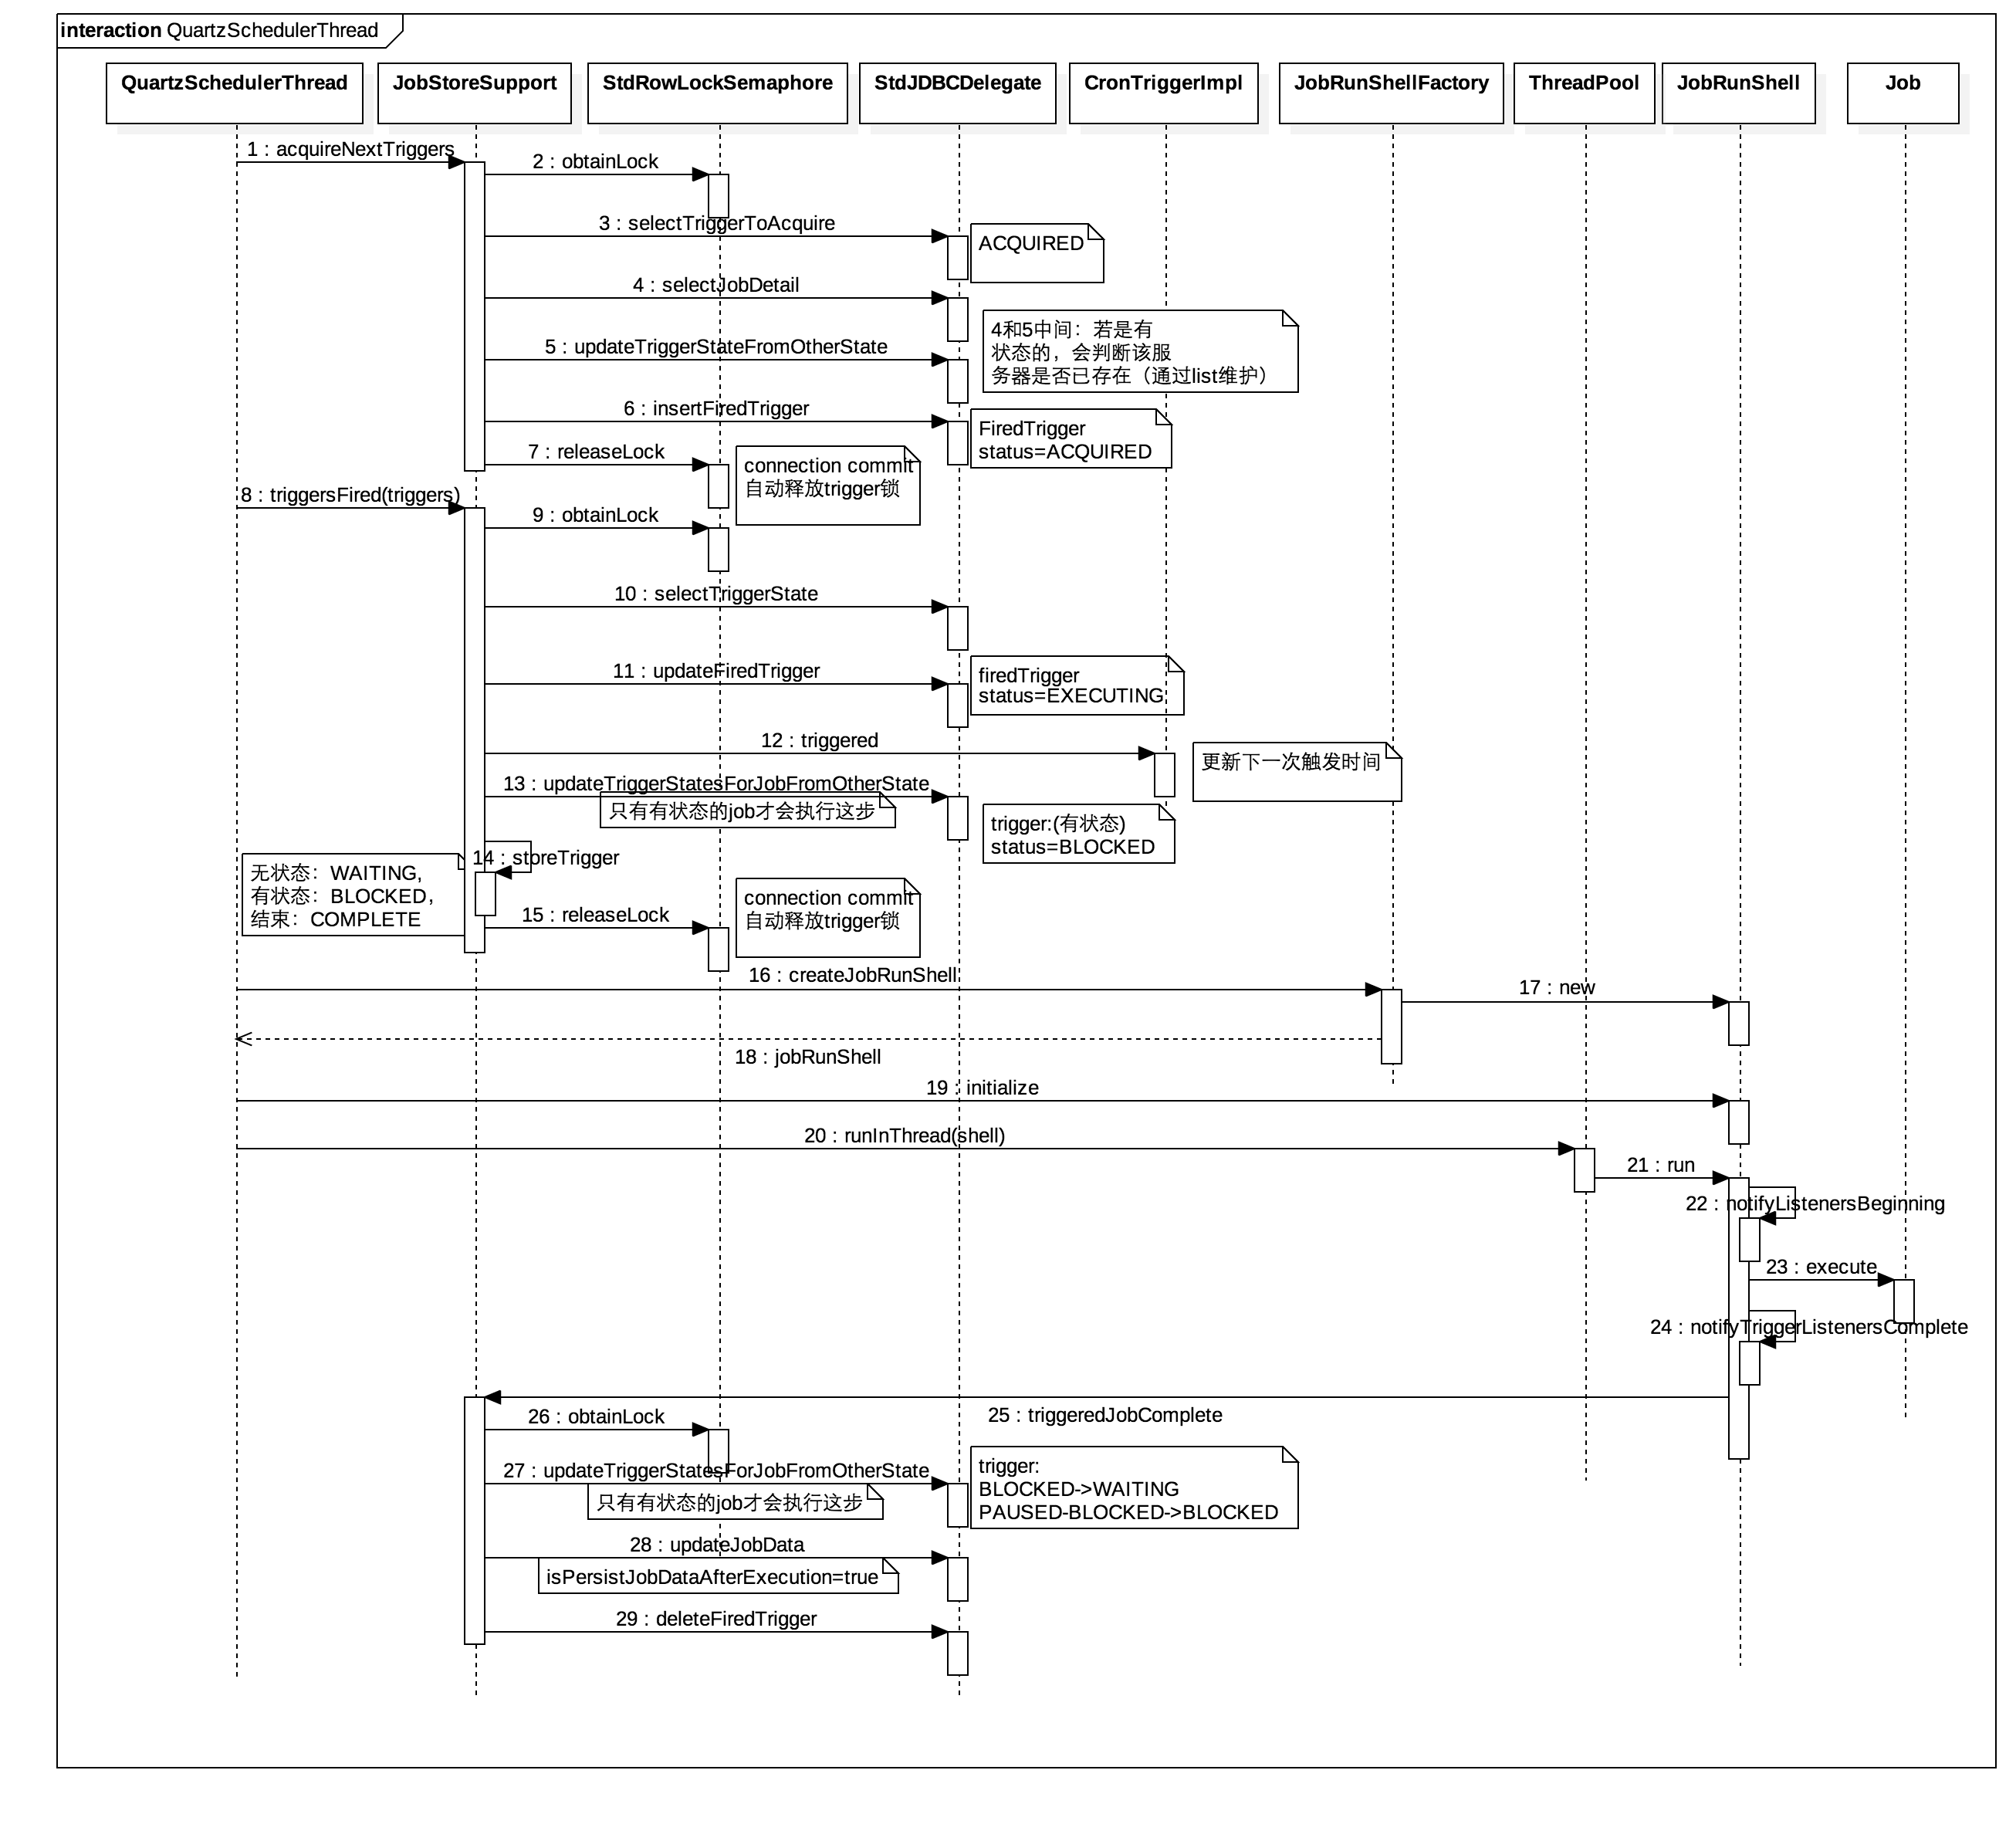 interaction QuartzSchedulerThread
QuartzSchedulerThread
JobStoreSupport
StdRowLockSemaphore
StdJDBCDelegate
CronTriggerImpl
JobRunShellFactory
ThreadPool
JobRunShell
Job
1 : acquireNextTriggers
2 : obtainLock
3 : selectTriggerToAcquire
ACQUIRED
4 : selectJobDetail
4和5中间：若是有
状态的，会判断该服
务器是否已存在（通过list维护）
5 : updateTriggerStateFromOtherState
6 : insertFiredTrigger
FiredTrigger
status=ACQUIRED
7 : releaseLock
connection commit
自动释放trigger锁
8 : triggersFired(triggers)
9 : obtainLock
10 : selectTriggerState
11 : updateFiredTrigger
firedTrigger
status=EXECUTING
12 : triggered
更新下一次触发时间
13 : updateTriggerStatesForJobFromOtherState
只有有状态的job才会执行这步
trigger:(有状态)
status=BLOCKED
14 : storeTrigger
无状态：WAITING,
有状态：BLOCKED，
结束：COMPLETE
15 : releaseLock
connection commit
自动释放trigger锁
16 : createJobRunShell
17 : new
18 : jobRunShell
19 : initialize
20 : runInThread(shell)
21 : run
22 : notifyListenersBeginning
23 : execute
24 : notifyTriggerListenersComplete
25 : triggeredJobComplete
26 : obtainLock
27 : updateTriggerStatesForJobFromOtherState
只有有状态的job才会执行这步
trigger:
BLOCKED->WAITING
PAUSED-BLOCKED->BLOCKED
28 : updateJobData
isPersistJobDataAfterExecution=true
29 : deleteFiredTrigger